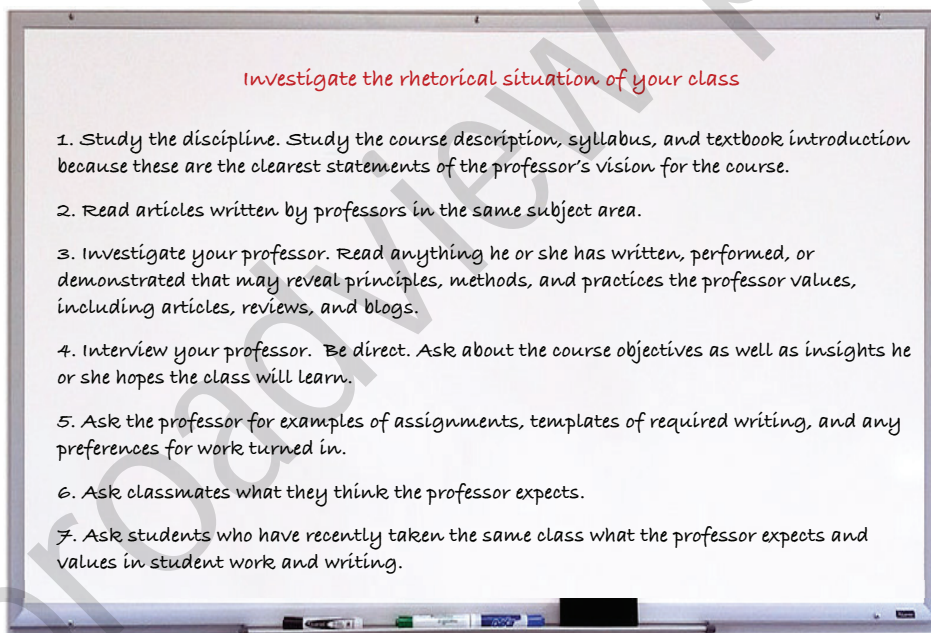 Investigate the rhetorical situation of your class
1. Study the discipline. Study the course description, syllabus, and textbook introduction
because these are the clearest statements of the professor's vision for the course.
2. Read articles written by professors in the same subject area.
3. Investigate your professor. Read anything he or she has written, performed, or
demonstrated that may reveal principles, methods, and practices the professor values,
including articles, reviews, and blogs.
4. Interview your professor.  Be direct. Ask about the course objectives as well as insights he
or she hopes the class will learn.
5. Ask the professor for examples of assignments, templates of required writing, and any
preferences for work turned in.
6. Ask classmates what they think the professor expects.
7. Ask students who have recently taken the same class what the professor expects and
values in student work and writing.
broadview p